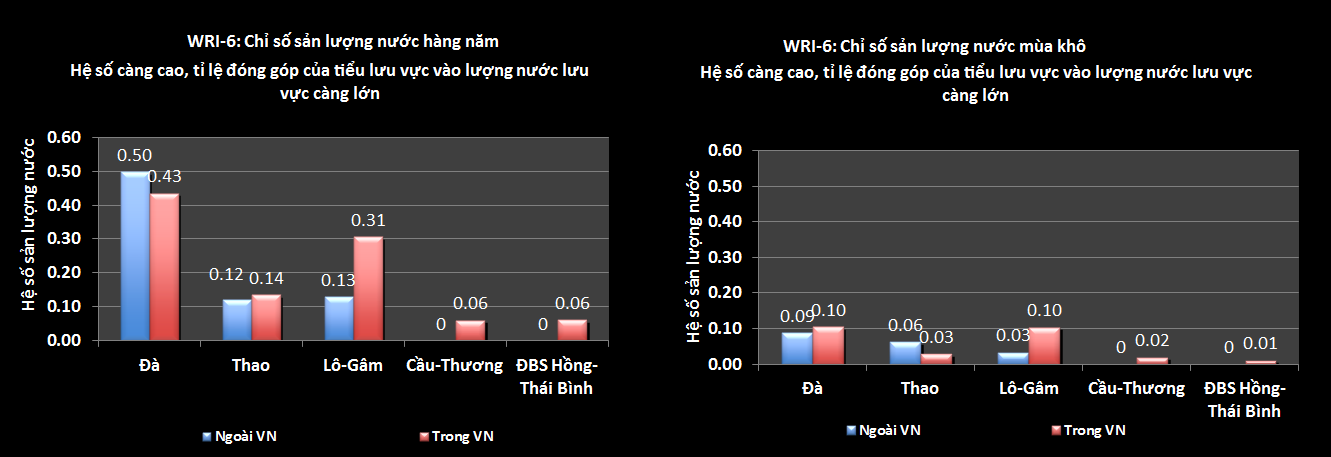 WRI-6: Chỉ số sản lượng nước hàng năm
Hệ số càng cao, tỉ lệ đóng góp của tiểu lưu vực vào lượng nước lưu
vực càng lớn
Hệ số sản lượng nước
0.60
0.50
0.40
0.30
0.20
0.10
0.00
0.50
0.43
0.12
0.14
0.13
0.31
0
0.06
0
0.06
Đà
Thao
Lô-Gâm
Cầu-Thương
ĐBS Hồng-
Thái Bình
Ngoài VN
Trong VN
WRI-6: Chỉ số sản lượng nước mùa khô
Hệ số càng cao, tỉ lệ đóng góp của tiểu lưu vực vào lượng nước lưu vực
càng lớn
Hệ số sản lượng nước
0.60
0.50
0.40
0.30
0.20
0.10
0.00
0.09
0.10
0.06
0.03
0.03
0.10
0
0.02
0
0.01
Đà
Thao
Lô-Gâm
Cầu-Thương
ĐBS Hồng-
Thái Bình
Ngoài VN
Trong VN